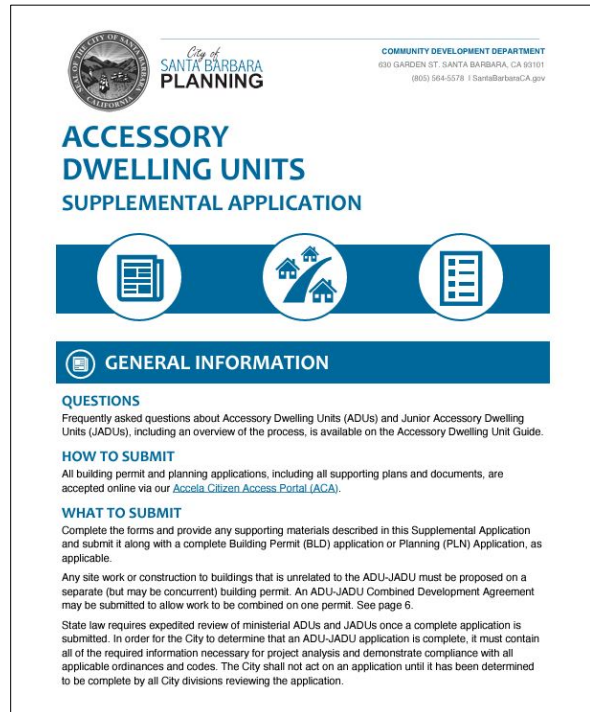 SEAL OF THE CITY OF SANTA BARBARA
CALIFORNIA
City of
SANTA BARBARA
PLANNING
COMMUNITY DEVELOPMENT DEPARTMENT
630 GARDEN ST. SANTA BARBARA, CA 93101
(805) 564-5578 I SantaBarbaraCA.gov
ACCESSORY
DWELLING UNITS
SUPPLEMENTAL APPLICATION
GENERAL INFORMATION
QUESTIONS
Frequently asked questions about Accessory Dwelling Units (ADUs) and Junior Accessory Dwelling
Units (JADUs), including an overview of the process, is available on the Accessory Dwelling Unit Guide.
HOW TO SUBMIT
All building permit and planning applications, including all supporting plans and documents, are
accepted online via our Accela Citizen Access Portal (ACA).
WHAT TO SUBMIT
Complete the forms and provide any supporting materials described in this Supplemental Application
and submit it along with a complete Building Permit (BLD) application or Planning (PLN) Application, as
applicable.
Any site work or construction to buildings that is unrelated to the ADU-JADU must be proposed on a
separate (but may be concurrent) building permit. An ADU-JADU Combined Development Agreement
may be submitted to allow work to be combined on one permit. See page 6.
State law requires expedited review of ministerial ADUs and JADUs once a complete application is
submitted. In order for the City to determine that an ADU-JADU application is complete, it must contain
all of the required information necessary for project analysis and demonstrate compliance with all
applicable ordinances and codes. The City shall not act on an application until it has been determined
to be complete by all City divisions reviewing the application.